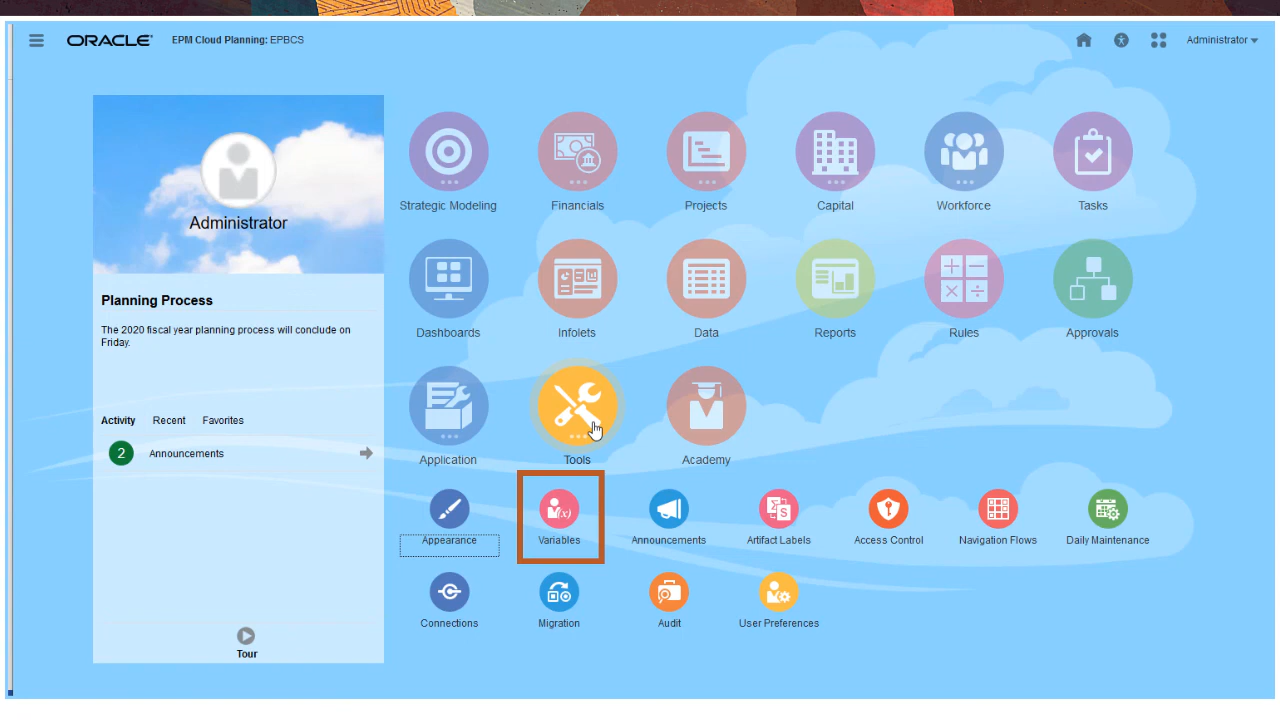 ORACLE EPM Cloud Planning: EPBCS Administrator
Administrator
Planning Process
The 2020 fiscal year planning process will conclude on
Friday.
Activity Recent Favorites
2 Announcements
Tour
Strategic Modeling Financials Projects Capital Workforce Tasks
Dashboards Infolets Data Reports Rules Approvals
Application Tools Academy
(x)
S
Appearance Variables Announcements Artifact Labels Access Control Navigation Flows Daily Maintenance
Connections Migration Audit User Preferences